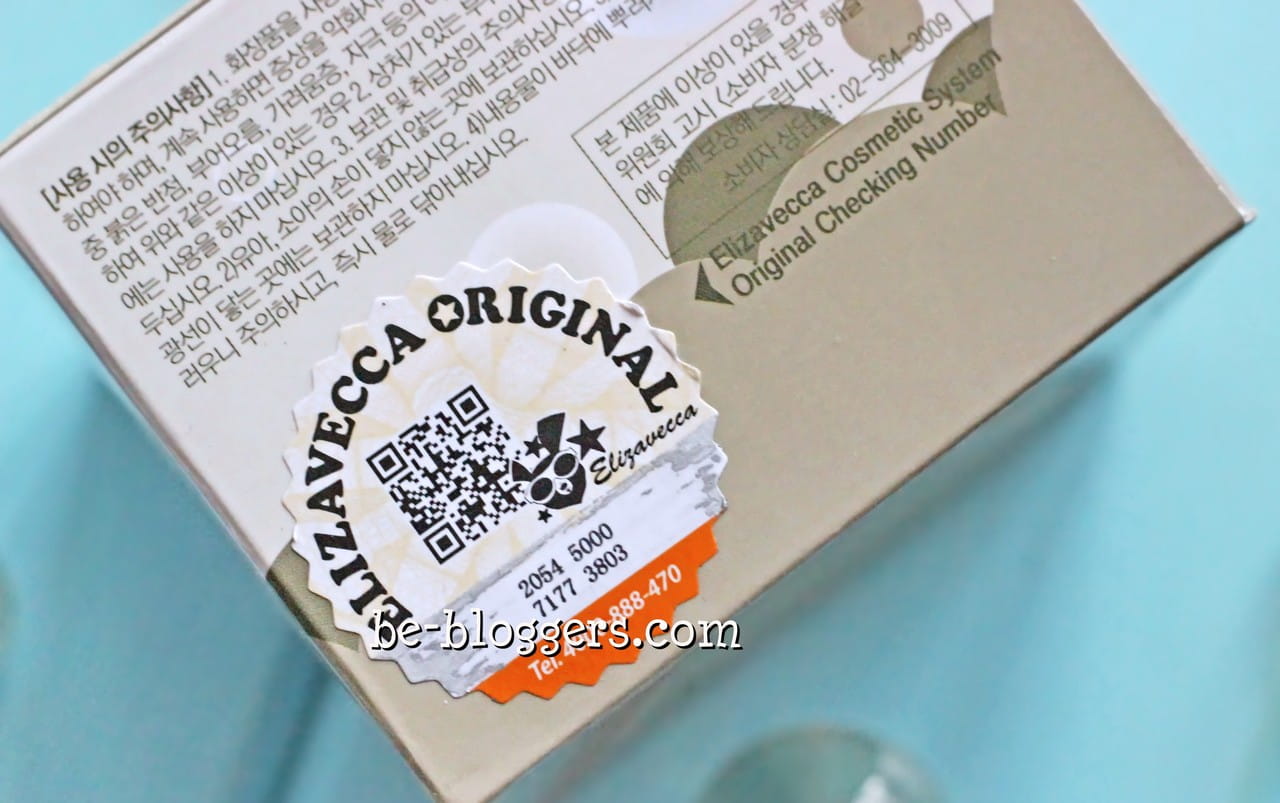 [사용 시의 주의사항] 1. 화장품을 사용
하여야 하며, 계속 사용하면 증상을 악화시
중 붉은 반점, 부어오름, 가려움증, 자극 등의
하여 위와 같은 이상이 있는 경우 2. 상처가 있는 부
에는 사용을 하지 마십시오. 3. 보관 및 취급상의 주의사항
두십시오. 2)유아, 소아의 손이 닿지 않는 곳에 보관하십시오.
광선이 닿는 곳에는 보관하지 마십시오. 4)내용물이 바닥에 뿌려
러우니 주의하시고, 즉시 물로 닦아내십시오
본 제품에 이상이 있을 경우
위원회 고시 <소비자 분쟁 해결
에 의해 보상해 드립니다.
소비자 상담실 : 02-564-3009
Elizavecca Cosmetic System
Original Checking Number
ELIZAVECCA ORIGINAL
Elizavecca
2054 5000
7177 3803
Tel. 888-470
be-bloggers.com